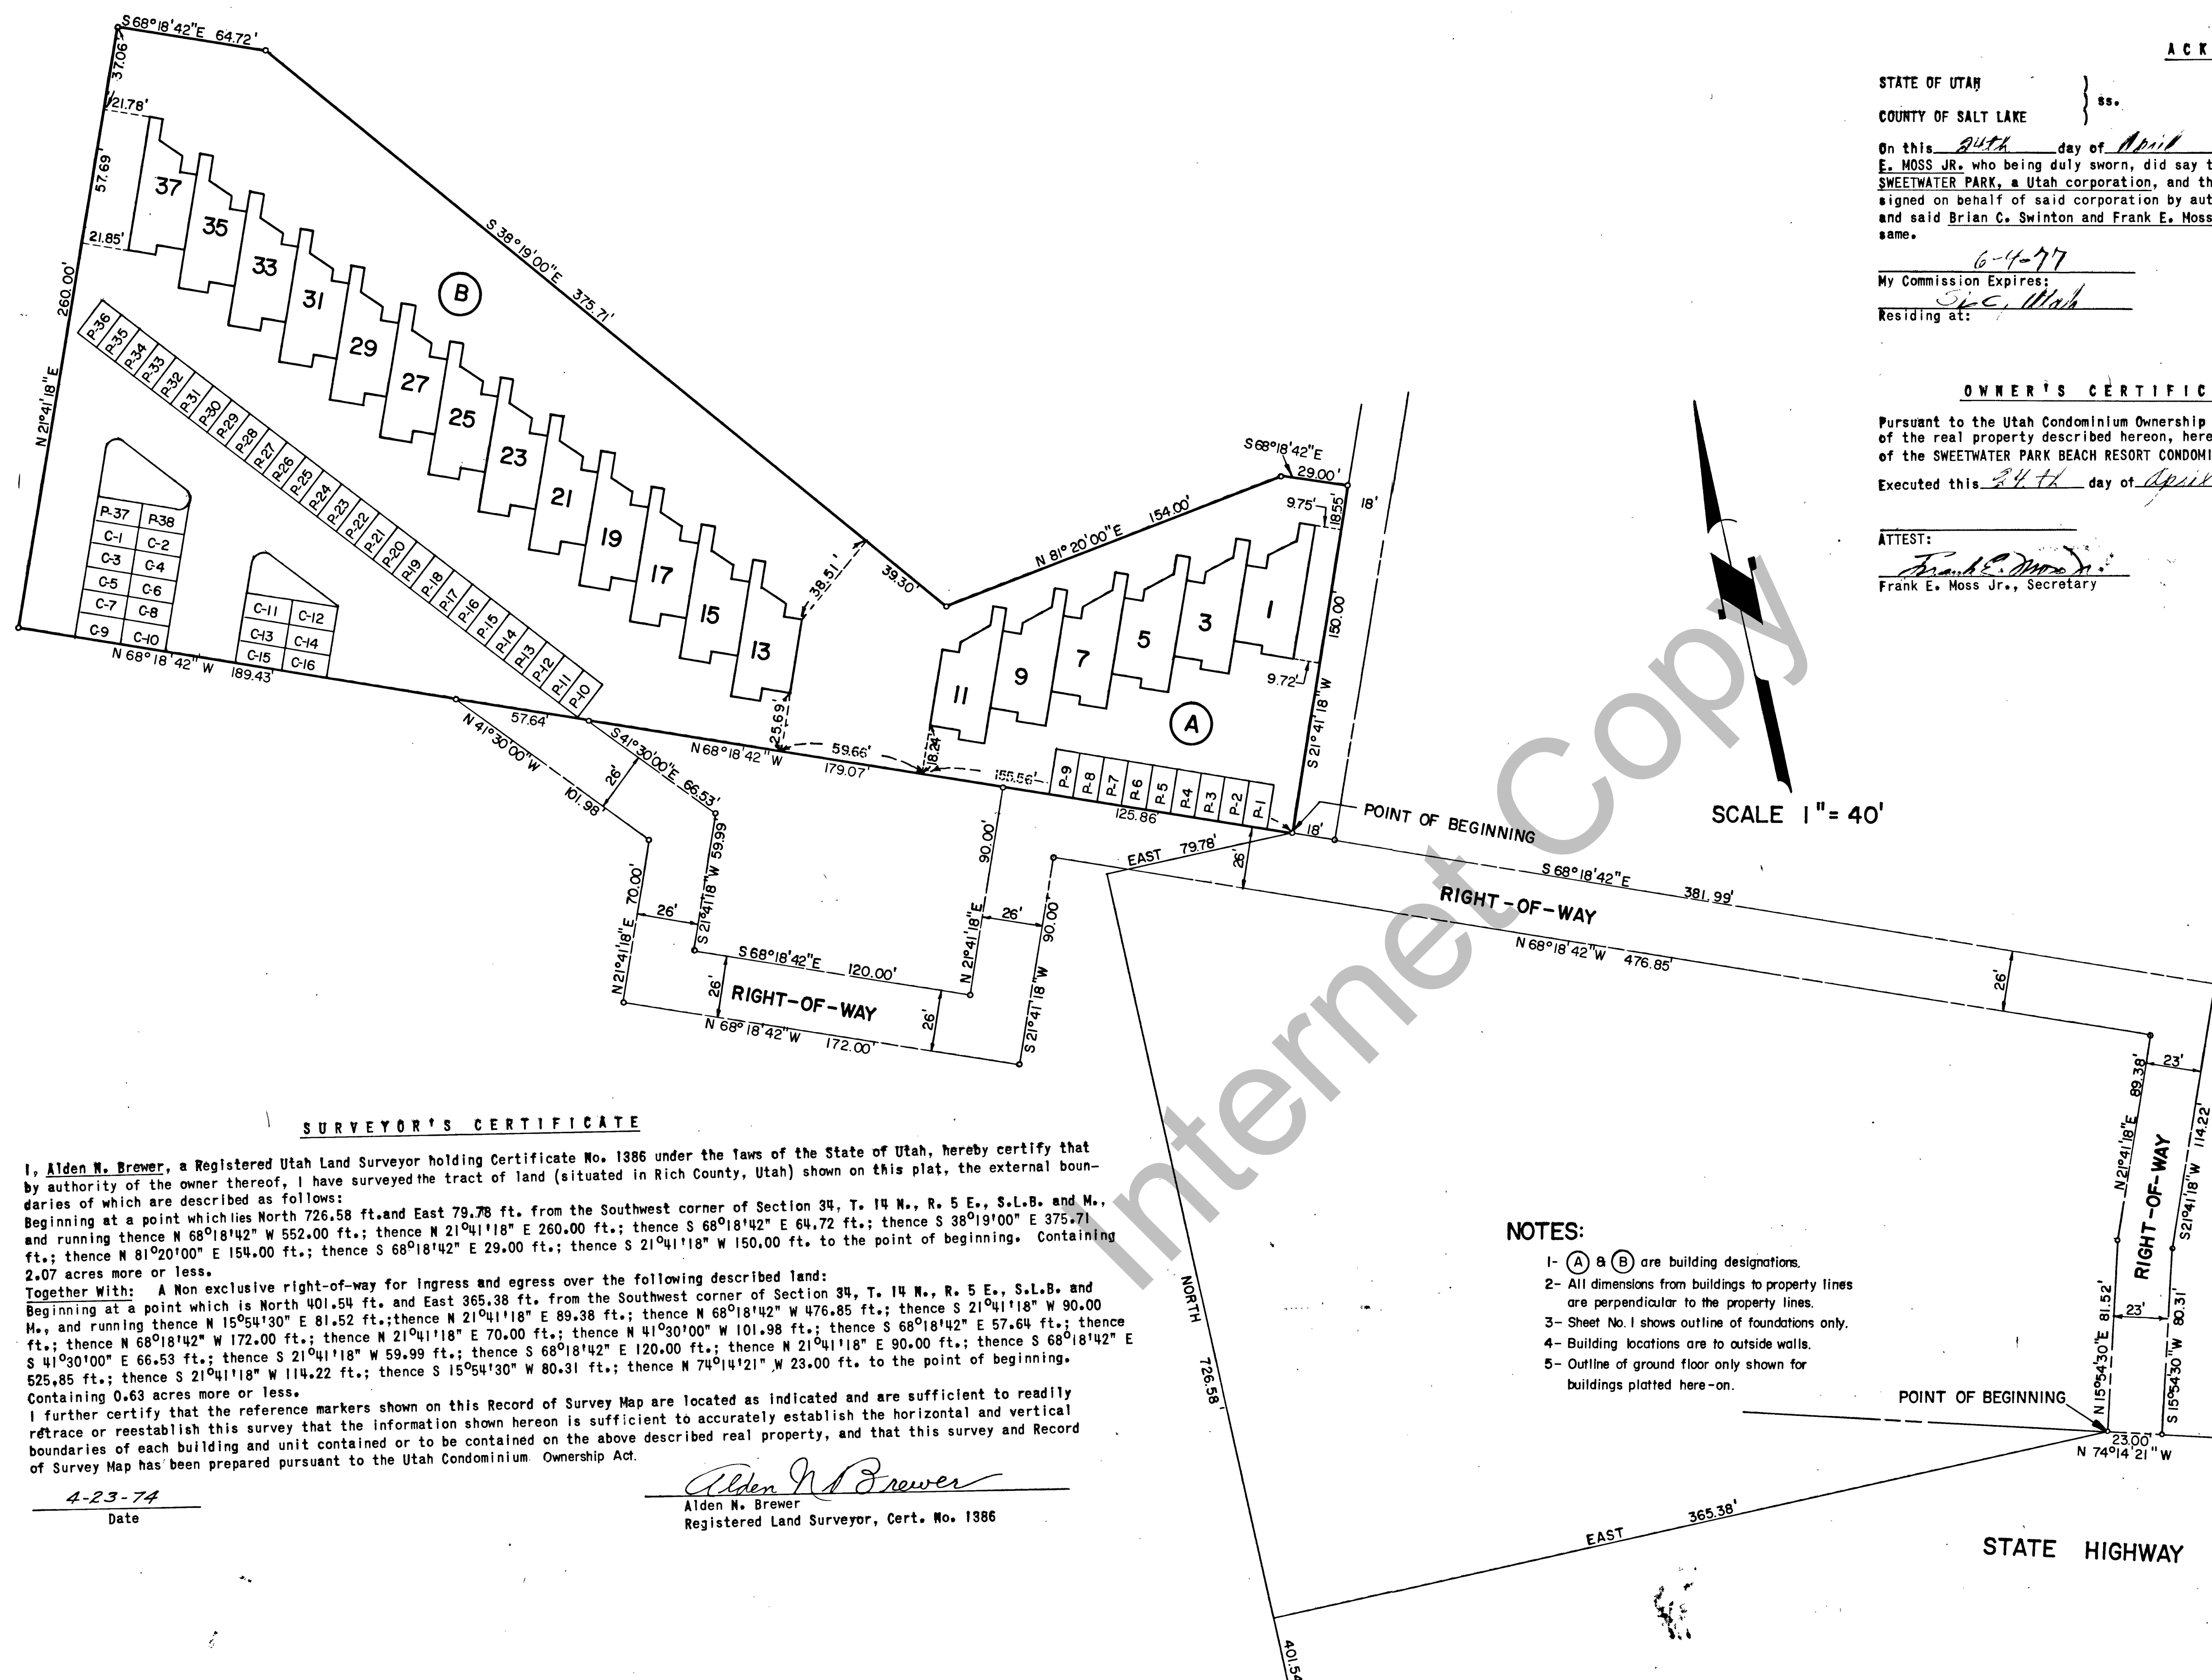 S 68°18'42"E 64.72'
37.06'
21.78'
57.69'
21.85'
260.00'
N 21°41'18"E
S 38°19'00"E 375.71'
B
37
35
33
31
29
27
25
23
21
19
17
15
13
P-36
P-35
P-34
P-33
P-32
P-31
P-30
P-29
P-28
P-27
P-26
P-25
P-24
P-23
P-22
P-21
P-20
P-19
P-18
P-17
P-16
P-15
P-14
P-13
P-12
P-11
P-10
P-37 P-38
C-1 C-2
C-3 C-4
C-5 C-6
C-7 C-8
C-9 C-10
C-11 C-12
C-13 C-14
C-15 C-16
N 68°18'42"W 189.43'
57.64'
38.51'
39.30'
25.69'
N 81°20'00"E 154.00'
S 68°18'42"E
29.00'
9.75'
18.55'
18'
150.00'
9.72'
S 21°41'18"W
11
9
7
5
3
1
A
18.24'
59.66'
N 68°18'42"W 179.07'
155.56'
P-9
P-8
P-7
P-6
P-5
P-4
P-3
P-2
P-1
125.86'
N 41°30'00"W 101.98'
S 41°30'00"E 66.53'
26'
N 21°41'18"E 70.00'
26'
S 21°41'18"W 59.99'
S 68°18'42"E 120.00'
26'
RIGHT-OF-WAY
26'
N 68°18'42"W 172.00'
N 21°41'18"E 90.00'
26'
S 21°41'18"W 90.00'
POINT OF BEGINNING
18'
EAST 79.78'
26'
S 68°18'42"E 381.99'
RIGHT-OF-WAY
N 68°18'42"W 476.85'
26'
SCALE 1"= 40'
N 21°41'18"E 89.38'
23'
S 21°41'18"W 114.22'
RIGHT-OF-WAY
N 15°54'30"E 81.52'
23'
S 15°54'30"W 80.31'
POINT OF BEGINNING
23.00'
N 74°14'21"W
NORTH 726.58'
EAST 365.38'
401.54
STATE HIGHWAY
Internet Copy
ACK
STATE OF UTAH
ss.
COUNTY OF SALT LAKE
On this 24th day of April
E. MOSS JR. who being duly sworn, did say t
SWEETWATER PARK, a Utah corporation, and th
signed on behalf of said corporation by aut
and said Brian C. Swinton and Frank E. Moss
same.
6-4-77
My Commission Expires:
S.L.C, Utah
Residing at:
OWNER'S CERTIFIC
Pursuant to the Utah Condominium Ownership
of the real property described hereon, here
of the SWEETWATER PARK BEACH RESORT CONDOMI
Executed this 24.th day of April
ATTEST:
Frank E. Moss Jr.
Frank E. Moss Jr., Secretary
SURVEYOR'S CERTIFICATE
I, Alden N. Brewer, a Registered Utah Land Surveyor holding Certificate No. 1386 under the laws of the State of Utah, hereby certify that
by authority of the owner thereof, I have surveyed the tract of land (situated in Rich County, Utah) shown on this plat, the external boun-
daries of which are described as follows:
Beginning at a point which lies North 726.58 ft.and East 79.78 ft. from the Southwest corner of Section 34, T. 14 N., R. 5 E., S.L.B. and M.,
and running thence N 68°18'42" W 552.00 ft.; thence N 21°41'18" E 260.00 ft.; thence S 68°18'42" E 64.72 ft.; thence S 38°19'00" E 375.71
ft.; thence N 81°20'00" E 154.00 ft.; thence S 68°18'42" E 29.00 ft.; thence S 21°41'18" W 150.00 ft. to the point of beginning. Containing
2.07 acres more or less.
Together With: A Non exclusive right-of-way for ingress and egress over the following described land:
Beginning at a point which is North 401.54 ft. and East 365.38 ft. from the Southwest corner of Section 34, T. 14 N., R. 5 E., S.L.B. and
M., and running thence N 15°54'30" E 81.52 ft.;thence N 21°41'18" E 89.38 ft.; thence N 68°18'42" W 476.85 ft.; thence S 21°41'18" W 90.00
ft.; thence N 68°18'42" W 172.00 ft.; thence N 21°41'18" E 70.00 ft.; thence N 41°30'00" W 101.98 ft.; thence S 68°18'42" E 57.64 ft.; thence
S 41°30'00" E 66.53 ft.; thence S 21°41'18" W 59.99 ft.; thence S 68°18'42" E 120.00 ft.; thence N 21°41'18" E 90.00 ft.; thence S 68°18'42" E
525.85 ft.; thence S 21°41'18" W 114.22 ft.; thence S 15°54'30" W 80.31 ft.; thence N 74°14'21" W 23.00 ft. to the point of beginning.
Containing 0.63 acres more or less.
I further certify that the reference markers shown on this Record of Survey Map are located as indicated and are sufficient to readily
retrace or reestablish this survey that the information shown hereon is sufficient to accurately establish the horizontal and vertical
boundaries of each building and unit contained or to be contained on the above described real property, and that this survey and Record
of Survey Map has been prepared pursuant to the Utah Condominium Ownership Act.
4-23-74
Date
Alden N Brewer
Alden N. Brewer
Registered Land Surveyor, Cert. No. 1386
NOTES:
1- A & B are building designations.
2- All dimensions from buildings to property lines
are perpendicular to the property lines.
3- Sheet No. 1 shows outline of foundations only.
4- Building locations are to outside walls.
5- Outline of ground floor only shown for
buildings platted here-on.